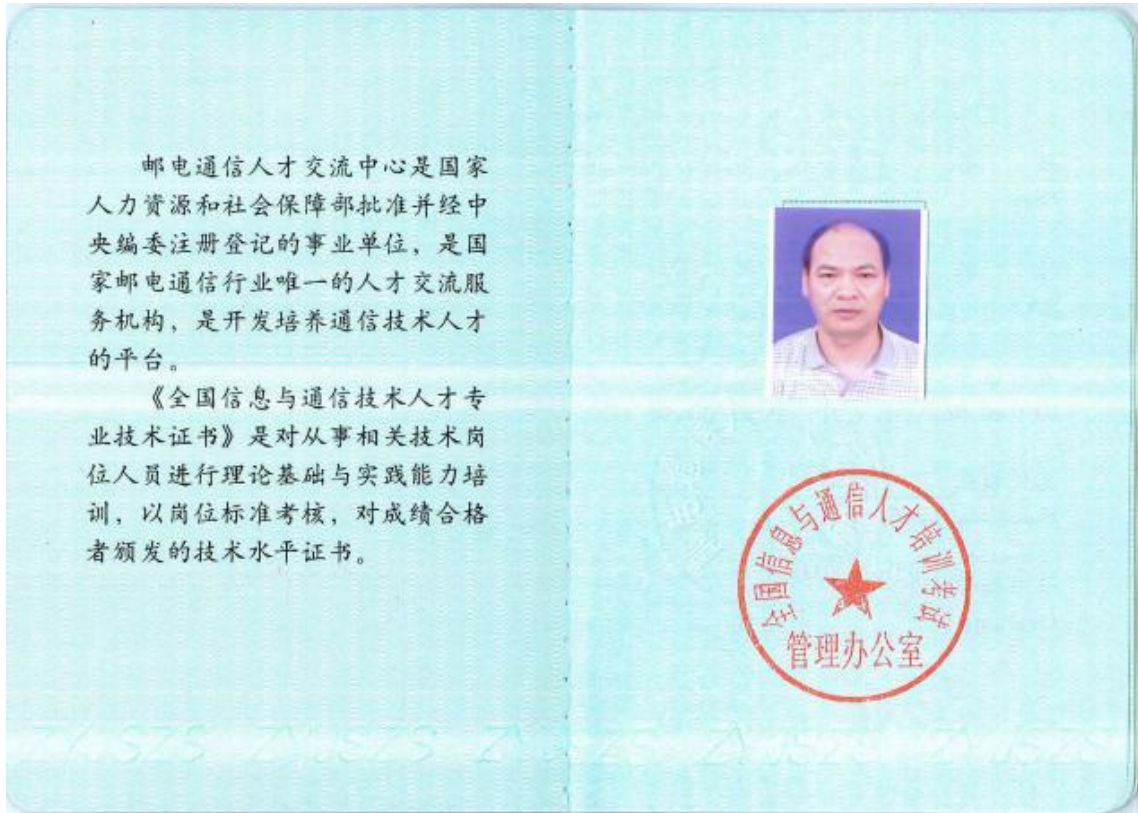 邮电通信人才交流中心是国家
人力资源和社会保障部批准并经中
央编委注册登记的事业单位，是国
家邮电通信行业唯一的人才交流服
务机构，是开发培养通信技术人才
的平台。
《全国信息与通信技术人才专
业技术证书》是对从事相关技术岗
位人员进行理论基础与实践能力培
训，以岗位标准考核，对成绩合格
者颁发的技术水平证书。
全国信息与通信人才培训考试
管理办公室
ZYJSZS ZYJSZS ZYJSZS ZYJSZS ZYJSZS